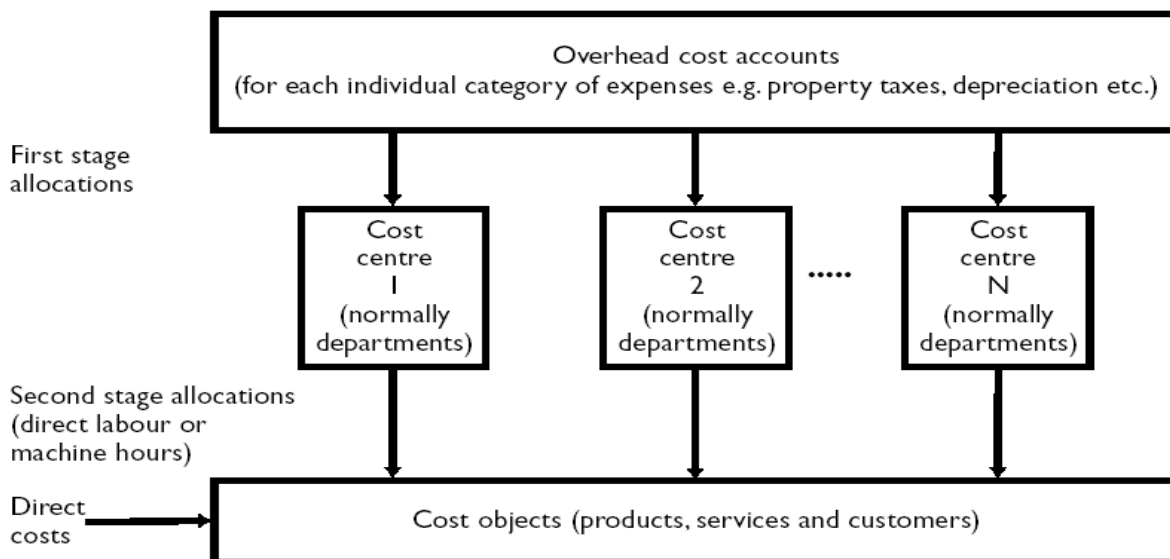 Overhead cost accounts
(for each individual category of expenses e.g. property taxes, depreciation etc.)
First stage
allocations
Cost
centre
1
(normally
departments)
Cost
centre
2
(normally
departments)
.....
Cost
centre
N
(normally
departments)
Second stage allocations
(direct labour or
machine hours)
Direct
costs
Cost objects (products, services and customers)